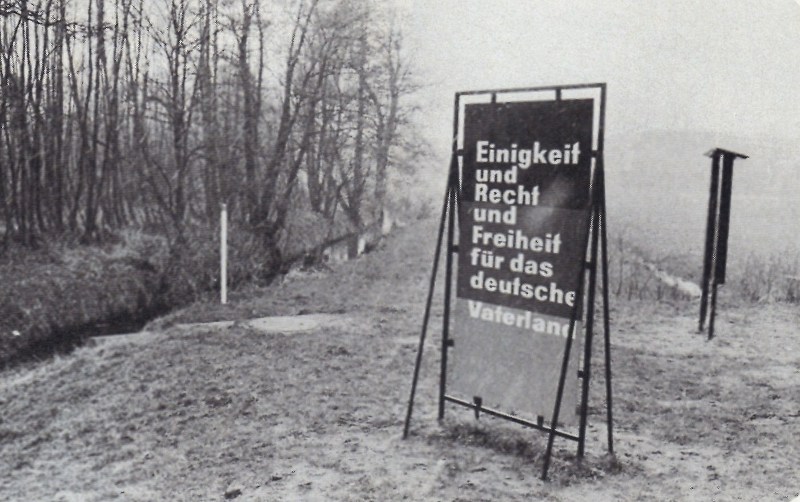 Einigkeit
und
Recht
und
Freiheit
für das
deutsche
Vaterland